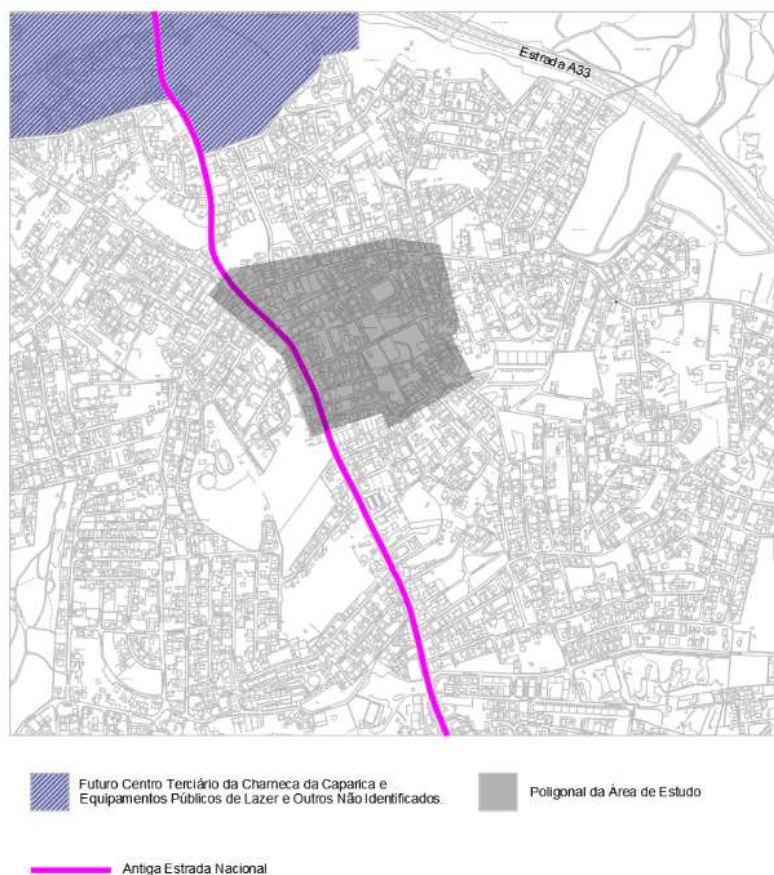 Estrada A33
Futuro Centro Terciário da Charneca da Caparica e
Equipamentos Públicos de Lazer e Outros Não Identificados.
Poligonal da Área de Estudo
Antiga Estrada Nacional